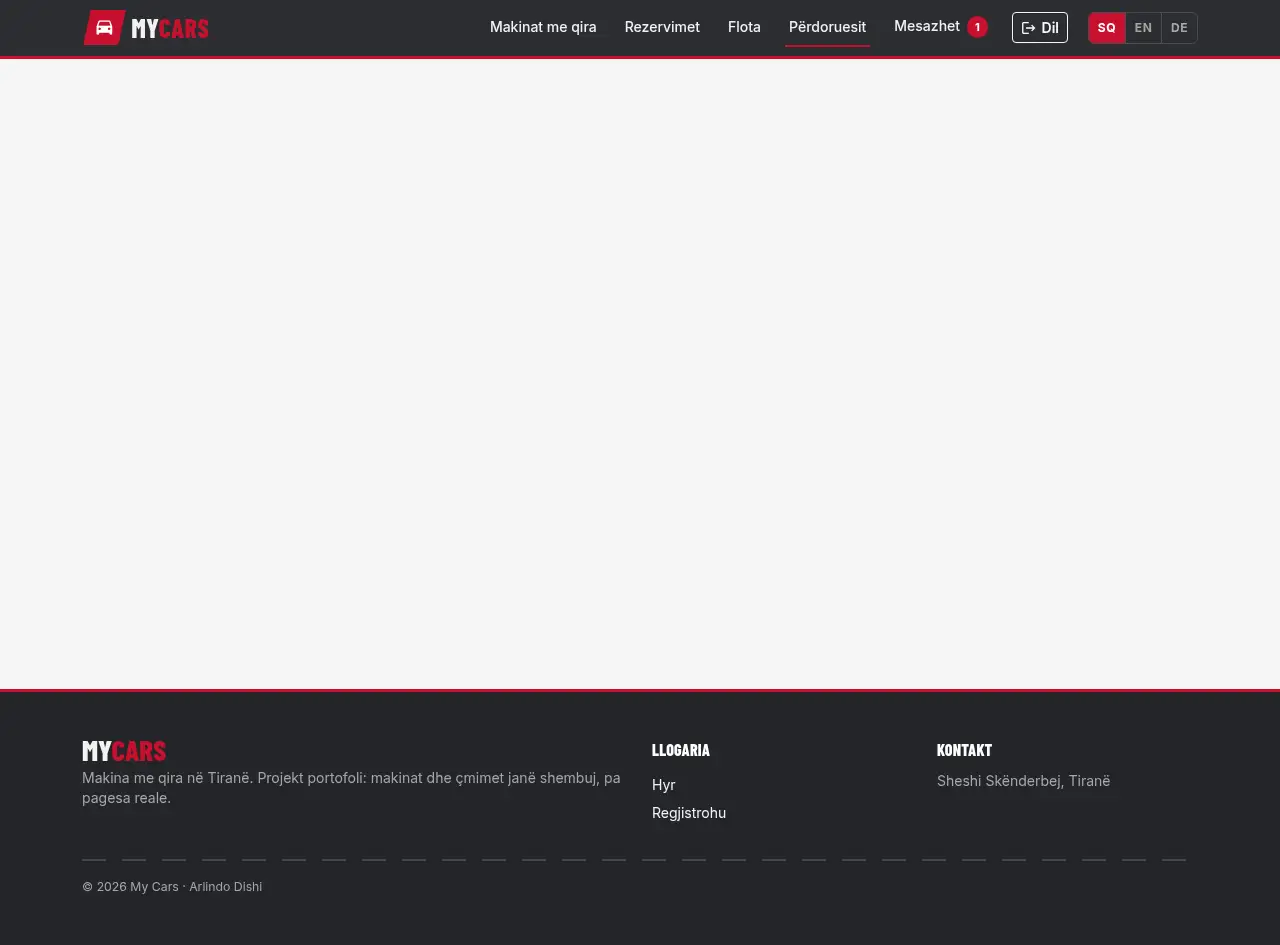 MYCARS
Makinat me qira
Rezervimet
Flota
Përdoruesit
Mesazhet 1
Dil
SQ EN DE
MYCARS
Makina me qira në Tiranë. Projekt portofoli: makinat dhe çmimet janë shembuj, pa
pagesa reale.
LLOGARIA
Hyr
Regjistrohu
KONTAKT
Sheshi Skënderbej, Tiranë
© 2026 My Cars · Arlindo Dishi